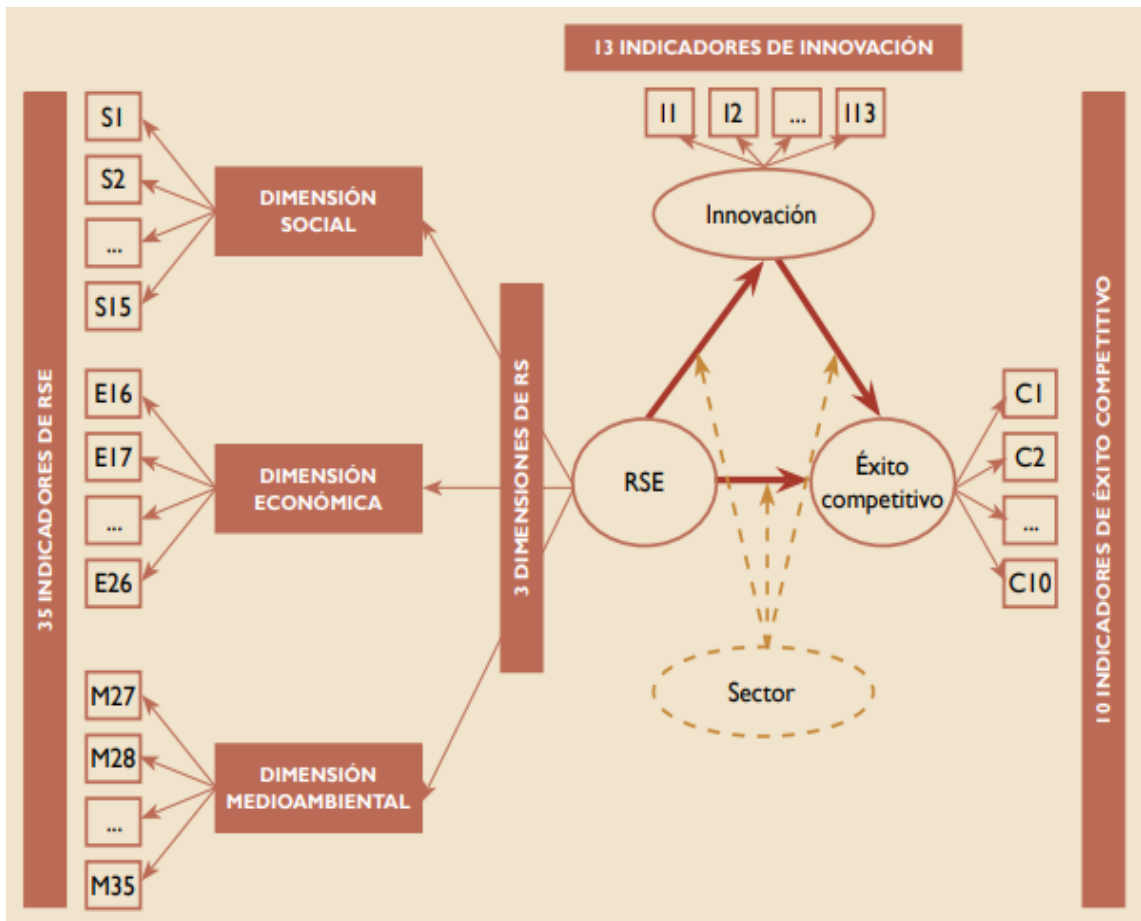 13 INDICADORES DE INNOVACIÓN
I1
I2
...
I13
Innovación
35 INDICADORES DE RSE
S1
S2
...
S15
DIMENSIÓN
SOCIAL
E16
E17
...
E26
DIMENSIÓN
ECONÓMICA
M27
M28
...
M35
DIMENSIÓN
MEDIOAMBIENTAL
3 DIMENSIONES DE RS
RSE
Éxito
competitivo
Sector
C1
C2
...
C10
10 INDICADORES DE ÉXITO COMPETITIVO